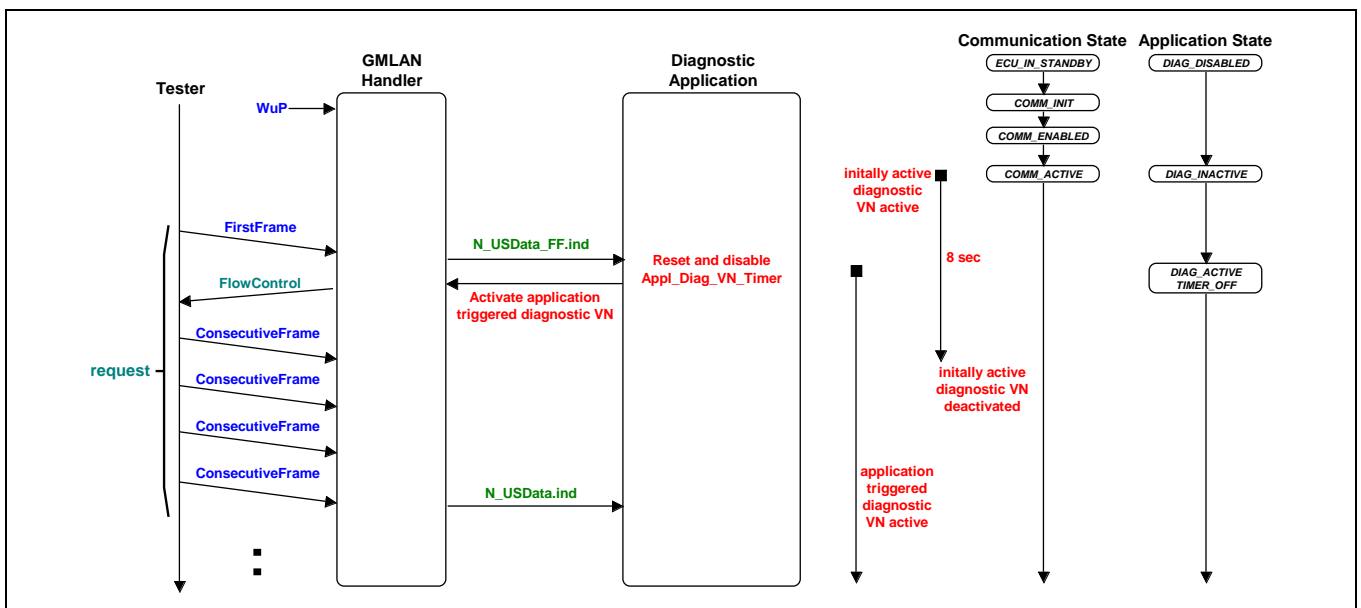 Communication State
Application State
GMLAN
Handler
Diagnostic
Application
Tester
ECU_IN_STANDBY
DIAG_DISABLED
WuP
COMM_INIT
COMM_ENABLED
COMM_ACTIVE
DIAG_INACTIVE
initally active
diagnostic
VN active
FirstFrame
N_USData_FF.ind
Reset and disable
Appl_Diag_VN_Timer
8 sec
DIAG_ACTIVE
TIMER_OFF
FlowControl
Activate application
triggered diagnostic VN
ConsecutiveFrame
request
ConsecutiveFrame
initally active
diagnostic VN
deactivated
ConsecutiveFrame
ConsecutiveFrame
N_USData.ind
application
triggered
diagnostic
VN active